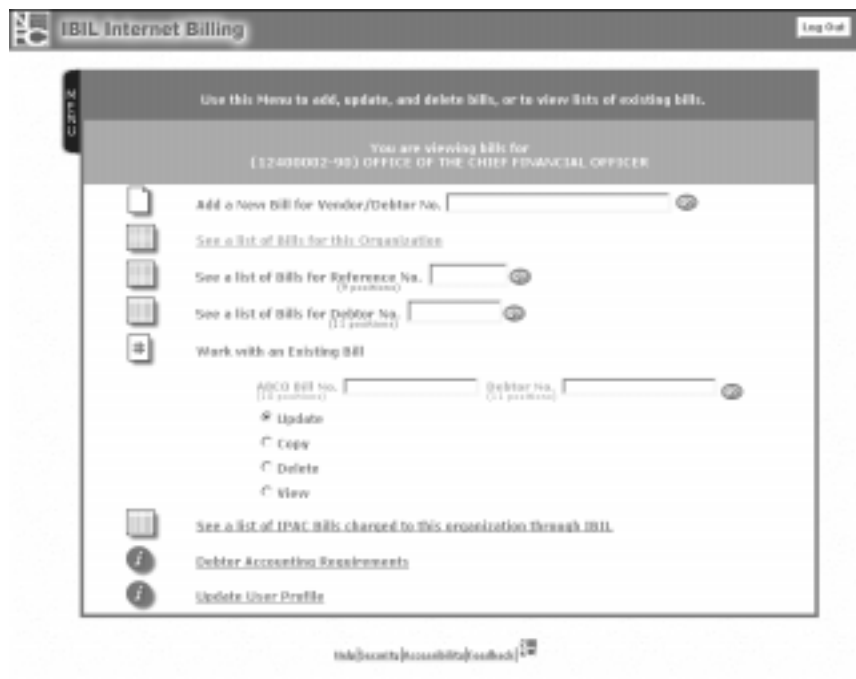 NFC IBIL Internet Billing
Log Out
MENU
Use this Menu to add, update, and delete bills, or to view lists of existing bills.
You are viewing bills for
(12400002-90) OFFICE OF THE CHIEF FINANCIAL OFFICER
Add a New Bill for Vendor/Debtor No.
See a list of Bills for this Organization
See a list of Bills for Reference No.
(9 positions)
See a list of Bills for Debtor No.
(11 positions)
Work with an Existing Bill
ABCO Bill No. Debtor No.
(10 positions) (11 positions)
Update
Copy
Delete
View
See a list of IPAC Bills charged to this organization through IBIL
Debtor Accounting Requirements
Update User Profile
Help|Security|Accessibility|Feedback|